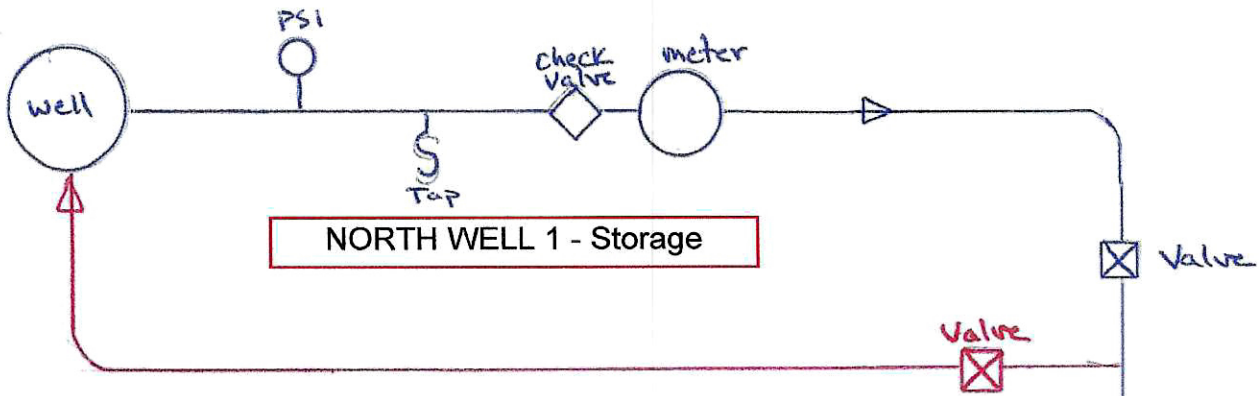 PSI
well
check
valve
meter
Tap
NORTH WELL 1 - Storage
Valve
Valve